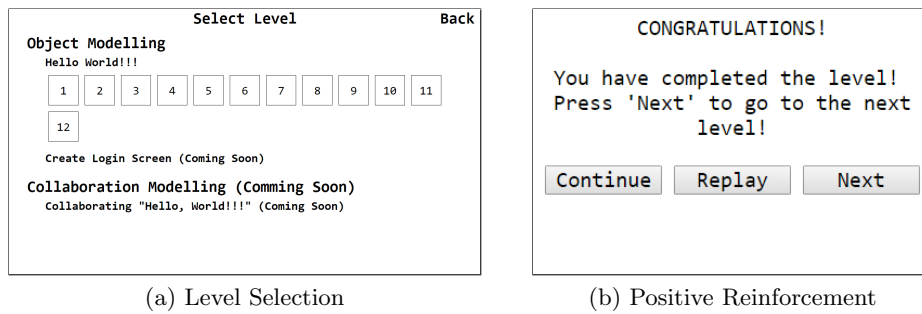 Select Level
Back
Object Modelling
Hello World!!!
1 2 3 4 5 6 7 8 9 10 11
12
Create Login Screen (Coming Soon)
Collaboration Modelling (Comming Soon)
Collaborating "Hello, World!!!" (Coming Soon)
(a) Level Selection
CONGRATULATIONS!
You have completed the level!
Press 'Next' to go to the next
level!
Continue Replay Next
(b) Positive Reinforcement